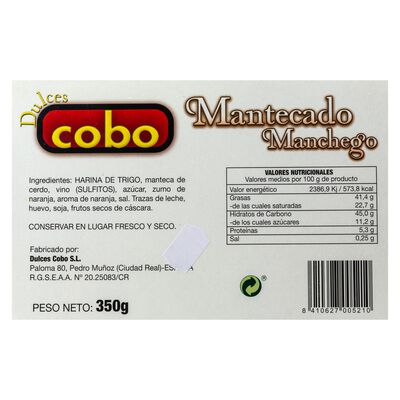 Dulces
cobo
Mantecado
Manchego
Ingredientes: HARINA DE TRIGO, manteca de
cerdo, vino (SULFITOS), azúcar, zumo de
naranja, aroma de naranja, sal. Trazas de leche,
huevo, soja, frutos secos de cáscara.
CONSERVAR EN LUGAR FRESCO Y SECO.
Fabricado por:
Dulces Cobo S.L.
Paloma 80, Pedro Muñoz (Ciudad Real)-
R.G.S.E.A.A. Nº 20.25083/CR
PESO NETO: 350g
VALORES NUTRICIONALES
Valores medios por 100 g de producto
Valor energético 2386,9 Kj / 573,8 kcal
Grasas 41,4 g
-de las cuales saturadas 22,7 g
Hidratos de Carbono 45,0 g
-de los cuales azúcares 11,2 g
Proteínas 5,3 g
Sal 0,25 g
8 410627 005210